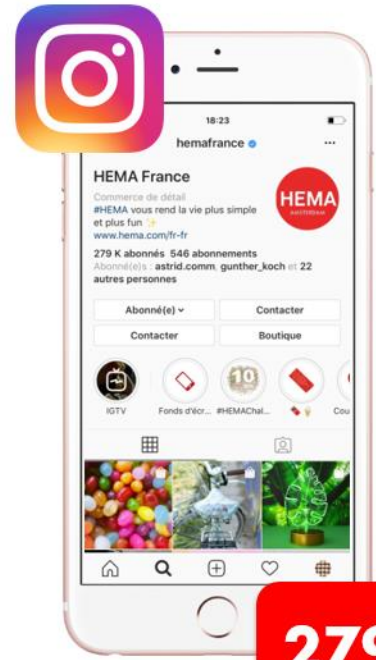 18:23
hemafrance
HEMA France
HEMA
AMSTERDAM
Commerce de détail
#HEMA vous rend la vie plus simple
et plus fun ✨
www.hema.com/fr-fr
279 K abonnés 546 abonnements
Abonné(e)s : astrid.comm, gunther_koch et 22
autres personnes
Abonné(e)
Contacter
Contacter
Boutique
10
IGTV
Fonds d'écr...
#HEMAChal...
Cou
279